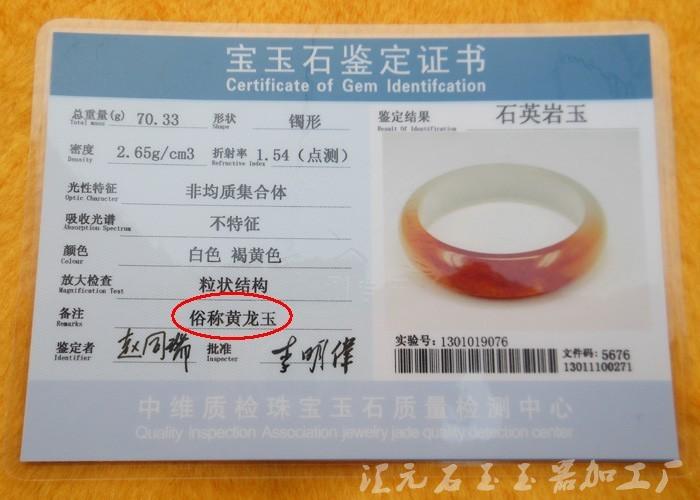 宝玉石鉴定证书
Certificate of Gem Identifcation
总重量(g) 70.33 形状 镯形
Total mass Shape
密度 2.65g/cm3 折射率 1.54（点测）
Density Refractive Index
光性特征 非均质集合体
Optic Character
吸收光谱 不特征
Absorption Spectrum
颜色 白色 褐黄色
Colour
放大检查 粒状结构
Magnification Test
备注 俗称黄龙玉
Remarks
鉴定者 赵同瑞 批准 李明伟
Identifier Inspecter
鉴定结果 石英岩玉
Result Of Identification
实验号: 1301019076
文件码: 5676
13011100271
中维质检珠宝玉石质量检测中心
Quality Inspection Association jewelry jade quality detection center
汇元石玉玉器加工厂